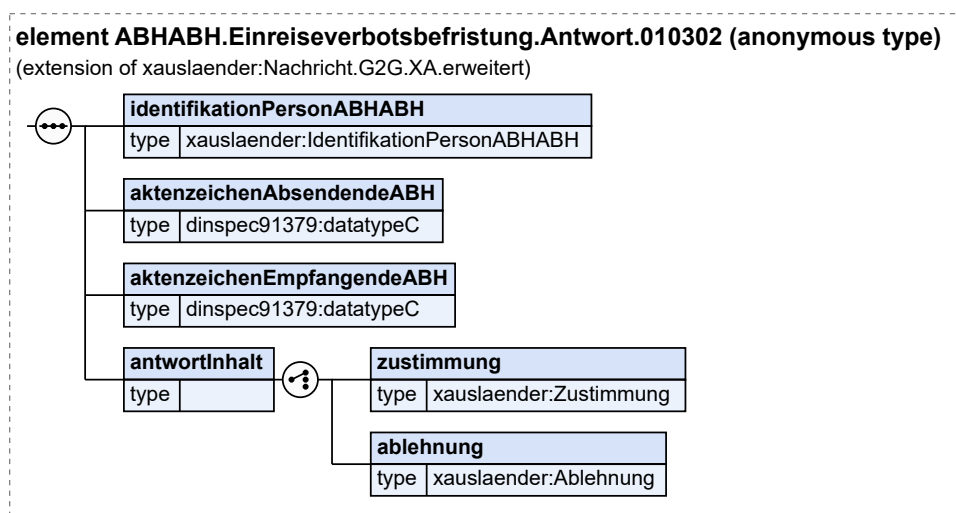 element ABHABH.Einreiseverbotsbefristung.Antwort.010302 (anonymous type)
(extension of xauslaender:Nachricht.G2G.XA.erweitert)
identifikationPersonABHABH
type xauslaender:IdentifikationPersonABHABH
aktenzeichenAbsendendeABH
type dinspec91379:datatypeC
aktenzeichenEmpfangendeABH
type dinspec91379:datatypeC
antwortInhalt
type
zustimmung
type xauslaender:Zustimmung
ablehnung
type xauslaender:Ablehnung